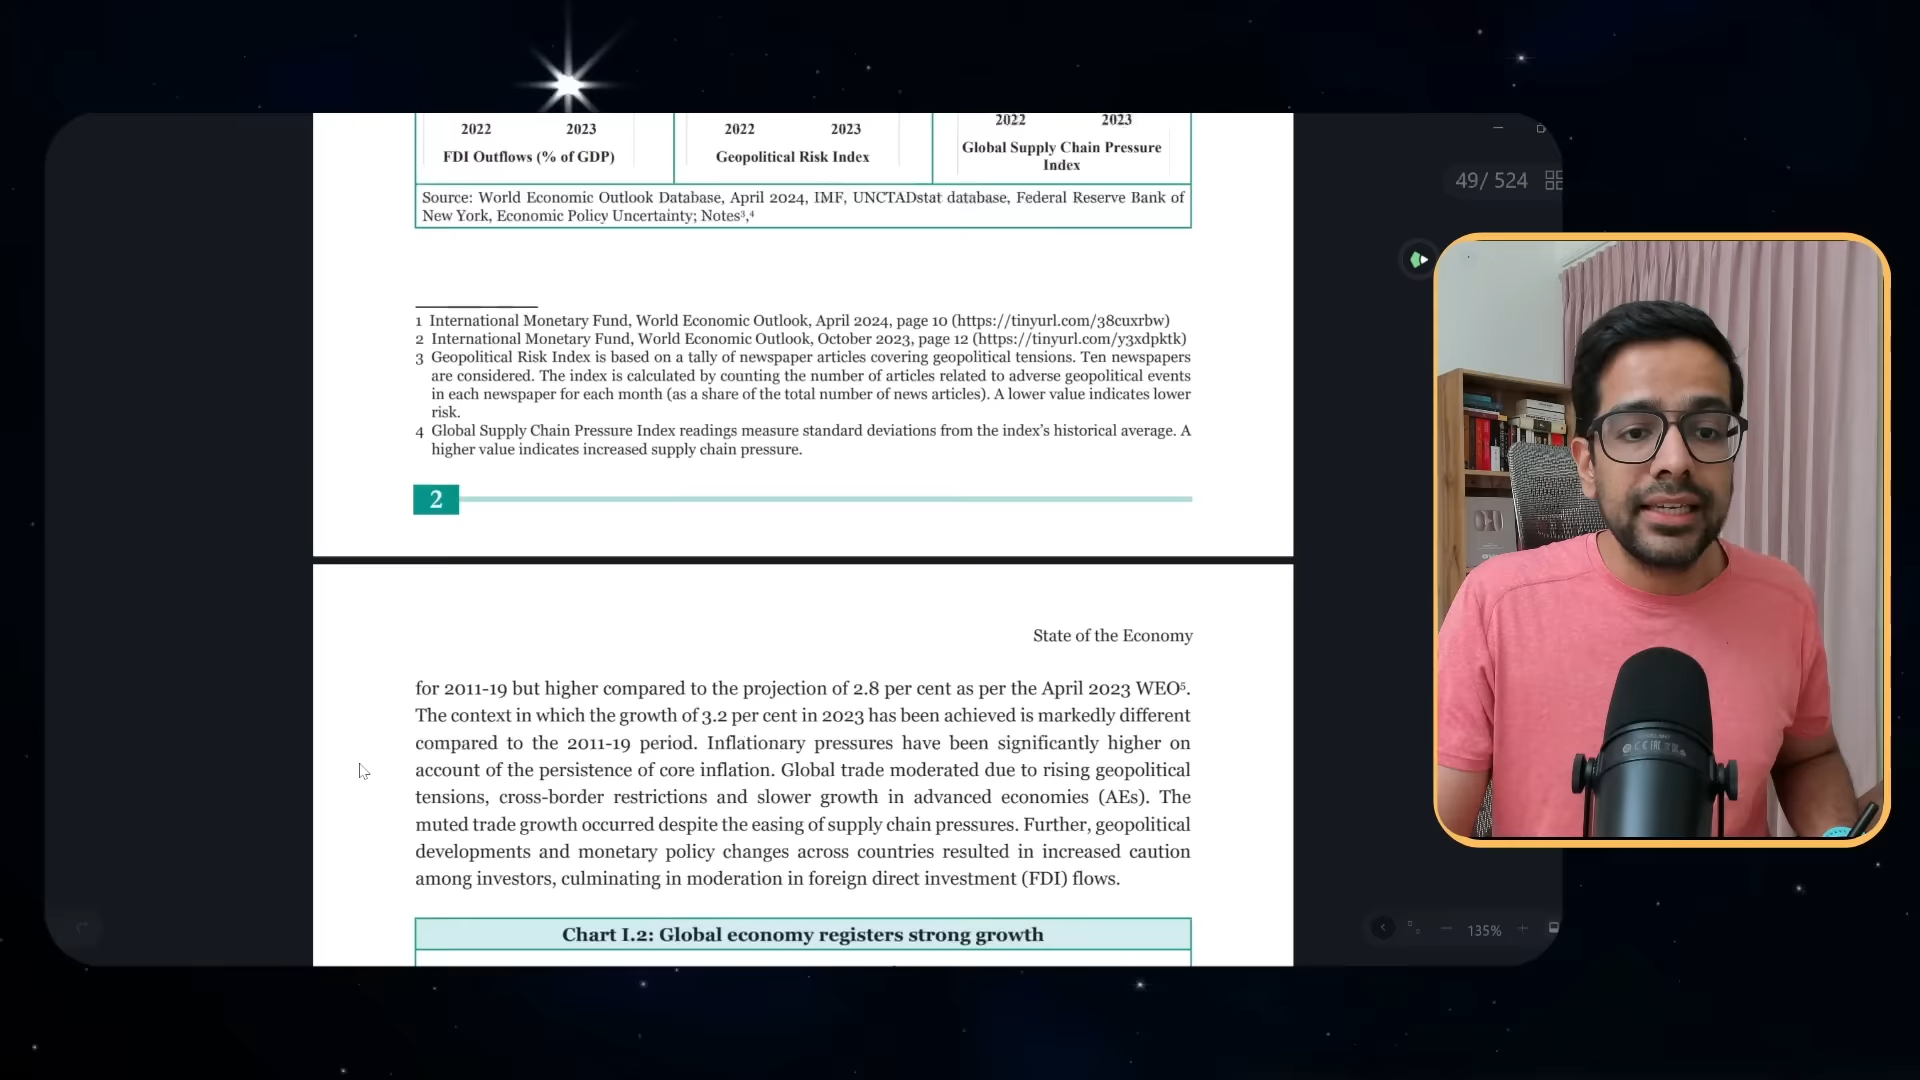 2022 2023
FDI Outflows (% of GDP)
2022 2023
Geopolitical Risk Index
2022 2023
Global Supply Chain Pressure
Index
Source: World Economic Outlook Database, April 2024, IMF, UNCTADstat database, Federal Reserve Bank of
New York, Economic Policy Uncertainty; Notes³,⁴
1 International Monetary Fund, World Economic Outlook, April 2024, page 10 (https://tinyurl.com/38cuxrbw)
2 International Monetary Fund, World Economic Outlook, October 2023, page 12 (https://tinyurl.com/y3xdpktk)
3 Geopolitical Risk Index is based on a tally of newspaper articles covering geopolitical tensions. Ten newspapers
are considered. The index is calculated by counting the number of articles related to adverse geopolitical events
in each newspaper for each month (as a share of the total number of news articles). A lower value indicates lower
risk.
4 Global Supply Chain Pressure Index readings measure standard deviations from the index’s historical average. A
higher value indicates increased supply chain pressure.
2
State of the Economy
for 2011-19 but higher compared to the projection of 2.8 per cent as per the April 2023 WEO⁵.
The context in which the growth of 3.2 per cent in 2023 has been achieved is markedly different
compared to the 2011-19 period. Inflationary pressures have been significantly higher on
account of the persistence of core inflation. Global trade moderated due to rising geopolitical
tensions, cross-border restrictions and slower growth in advanced economies (AEs). The
muted trade growth occurred despite the easing of supply chain pressures. Further, geopolitical
developments and monetary policy changes across countries resulted in increased caution
among investors, culminating in moderation in foreign direct investment (FDI) flows.
Chart I.2: Global economy registers strong growth
49/ 524
135%